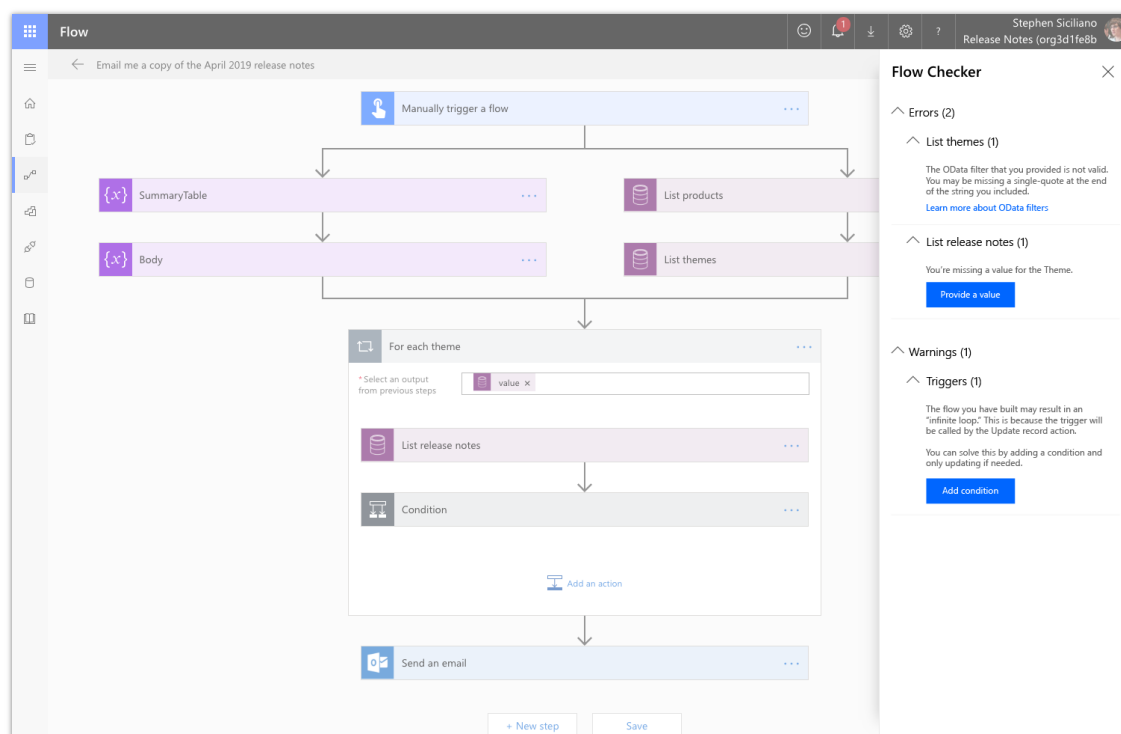 Flow
1
?
Stephen Siciliano
Release Notes (org3d1fe8b
Email me a copy of the April 2019 release notes
Manually trigger a flow
{x} SummaryTable
List products
{x} Body
List themes
For each theme
* Select an output
from previous steps
value ×
List release notes
Condition
Add an action
Send an email
+ New step
Save
Flow Checker
Errors (2)
List themes (1)
The OData filter that you provided is not valid.
You may be missing a single-quote at the end
of the string you included.
Learn more about OData filters
List release notes (1)
You're missing a value for the Theme.
Provide a value
Warnings (1)
Triggers (1)
The flow you have built may result in an
"infinite loop." This is because the trigger will
be called by the Update record action.
You can solve this by adding a condition and
only updating if needed.
Add condition